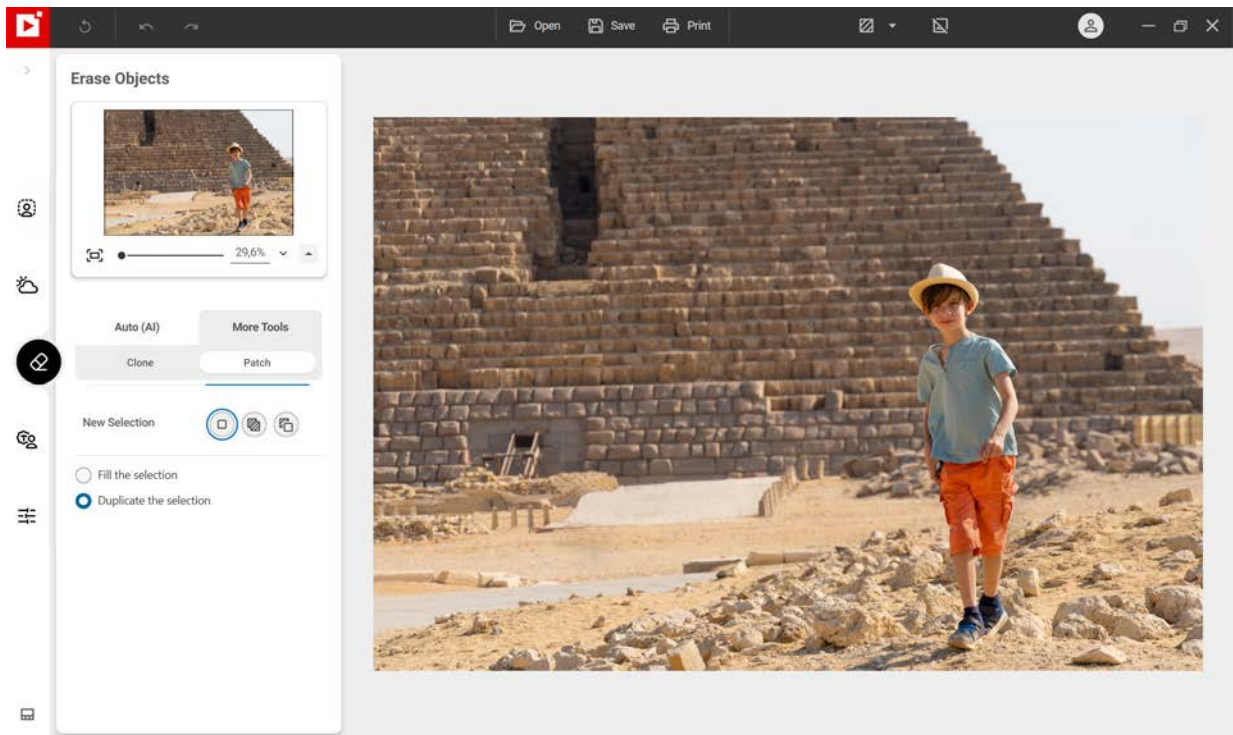 Open Save Print
Erase Objects
29,6%
Auto (AI) More Tools
Clone Patch
New Selection
Fill the selection
Duplicate the selection